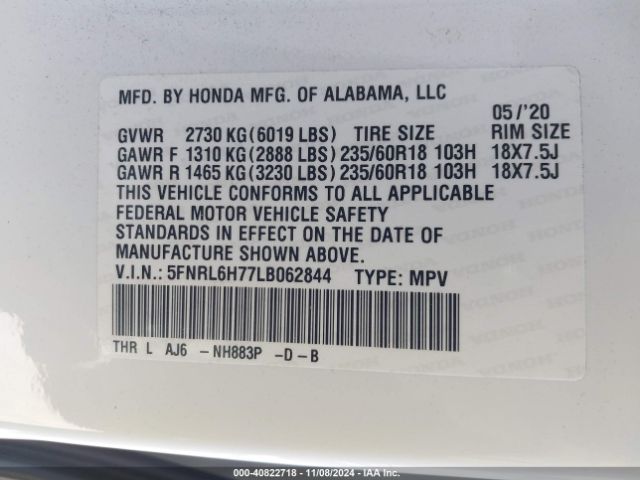 MFD. BY HONDA MFG. OF ALABAMA, LLC
05/'20
GVWR 2730 KG (6019 LBS) TIRE SIZE RIM SIZE
GAWR F 1310 KG (2888 LBS) 235/60R18 103H 18X7.5J
GAWR R 1465 KG (3230 LBS) 235/60R18 103H 18X7.5J
THIS VEHICLE CONFORMS TO ALL APPLICABLE
FEDERAL MOTOR VEHICLE SAFETY
STANDARDS IN EFFECT ON THE DATE OF
MANUFACTURE SHOWN ABOVE.
V.I.N.: 5FNRL6H77LB062844 TYPE: MPV
THR L AJ6 -NH883P -D-B
000-40822718 - 11/08/2024 - IAA Inc.